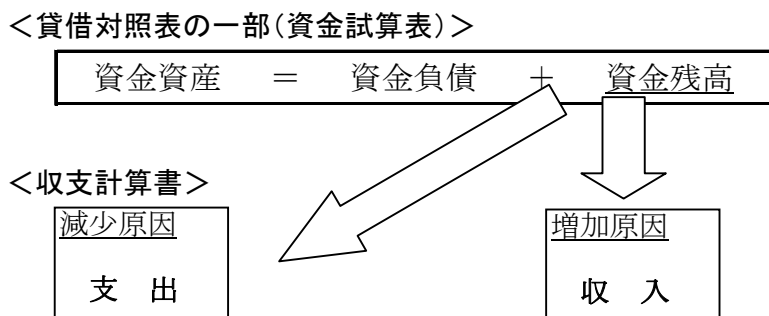 ＜貸借対照表の一部（資金試算表）＞
資金資産　＝　資金負債　＋　資金残高
＜収支計算書＞
減少原因
支　出
増加原因
収　入